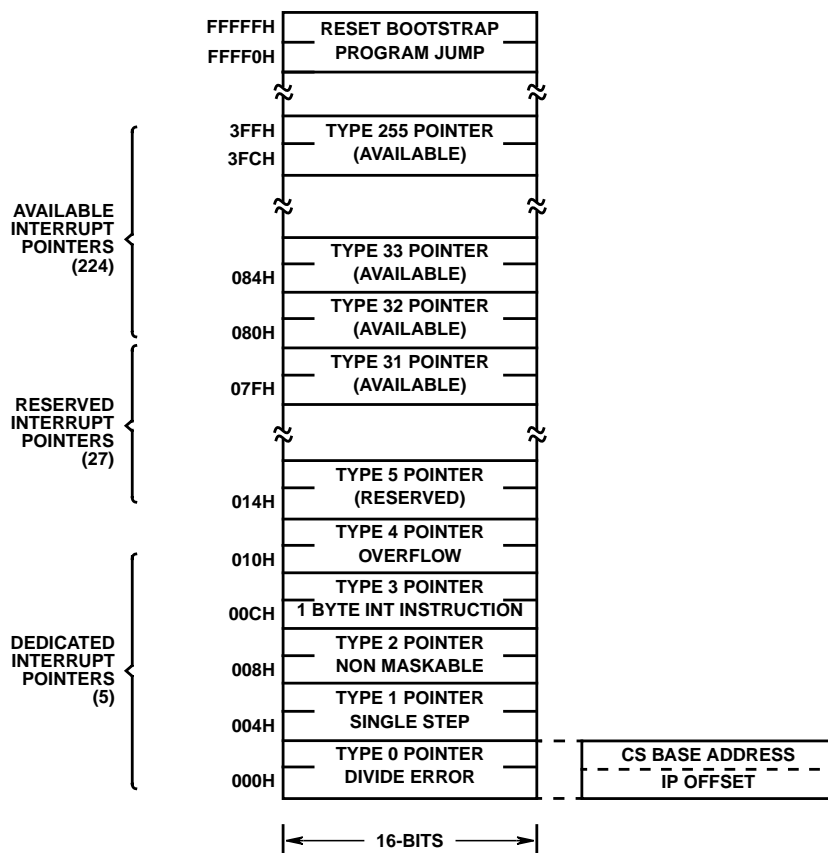 FFFFFH
RESET BOOTSTRAP
FFFF0H
PROGRAM JUMP
3FFH
TYPE 255 POINTER
3FCH
(AVAILABLE)
AVAILABLE
INTERRUPT
POINTERS
(224)
TYPE 33 POINTER
084H
(AVAILABLE)
TYPE 32 POINTER
080H
(AVAILABLE)
TYPE 31 POINTER
07FH
(AVAILABLE)
RESERVED
INTERRUPT
POINTERS
(27)
TYPE 5 POINTER
014H
(RESERVED)
TYPE 4 POINTER
010H
OVERFLOW
TYPE 3 POINTER
00CH
1 BYTE INT INSTRUCTION
DEDICATED
INTERRUPT
POINTERS
(5)
TYPE 2 POINTER
008H
NON MASKABLE
TYPE 1 POINTER
004H
SINGLE STEP
TYPE 0 POINTER
000H
DIVIDE ERROR
CS BASE ADDRESS
IP OFFSET
16-BITS